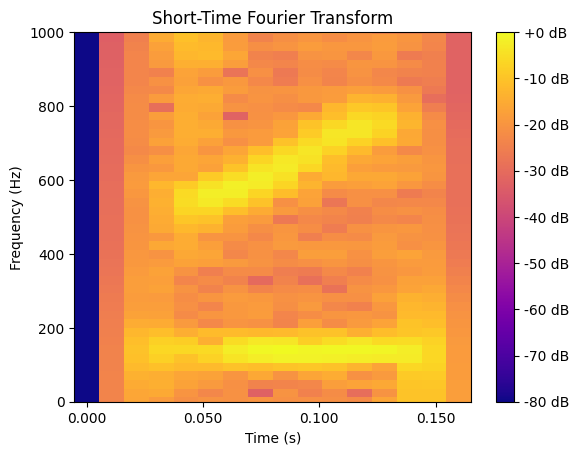 Short-Time Fourier Transform
1000
800
600
400
200
0
Frequency (Hz)
0.000
0.050
0.100
0.150
Time (s)
+0 dB
-10 dB
-20 dB
-30 dB
-40 dB
-50 dB
-60 dB
-70 dB
-80 dB